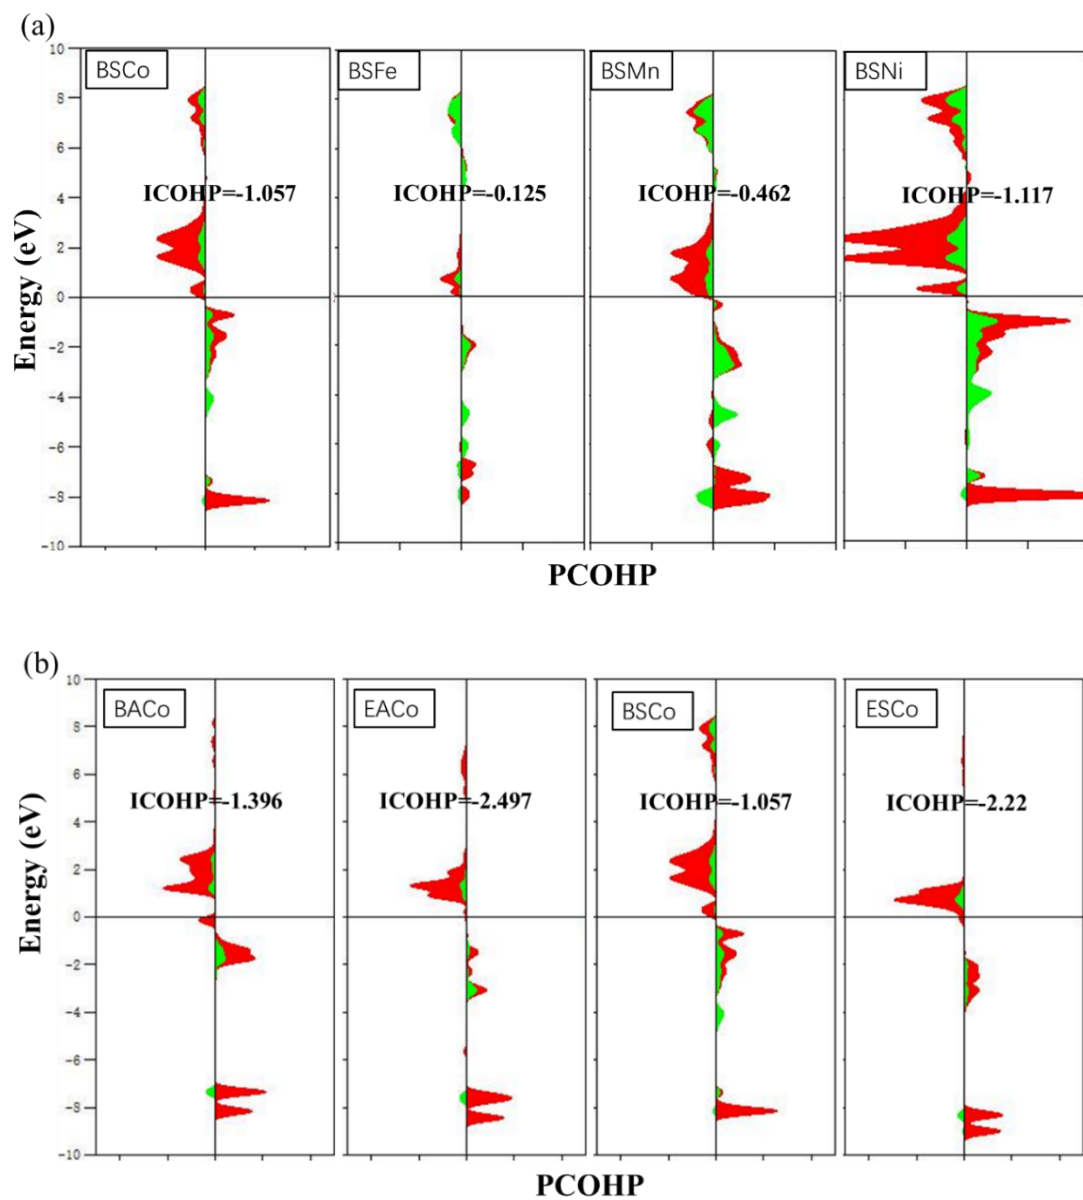 (a)
BSCo
BSFe
BSMn
BSNi
10
8
6
4
2
0
-2
-4
-6
-8
-10
Energy (eV)
ICOHP=-1.057
ICOHP=-0.125
ICOHP=-0.462
ICOHP=-1.117
PCOHP
(b)
BACo
EACo
BSCo
ESCo
10
8
6
4
2
0
-2
-4
-6
-8
-10
Energy (eV)
ICOHP=-1.396
ICOHP=-2.497
ICOHP=-1.057
ICOHP=-2.22
PCOHP